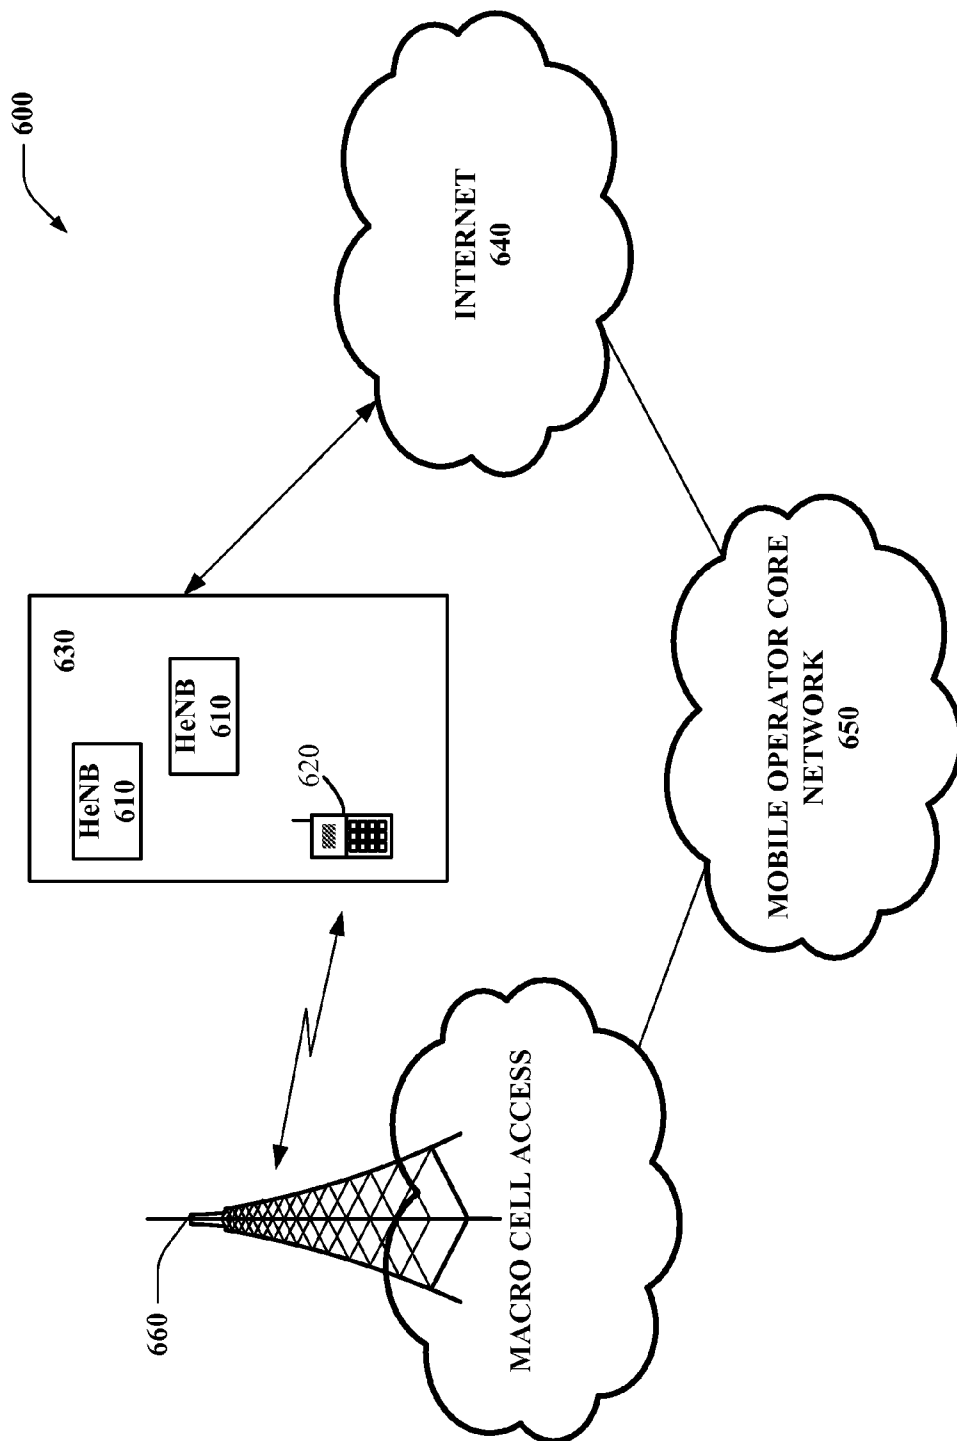 600
630
HeNB
610
HeNB
610
620
660
INTERNET
640
MACRO CELL ACCESS
MOBILE OPERATOR CORE
NETWORK
650